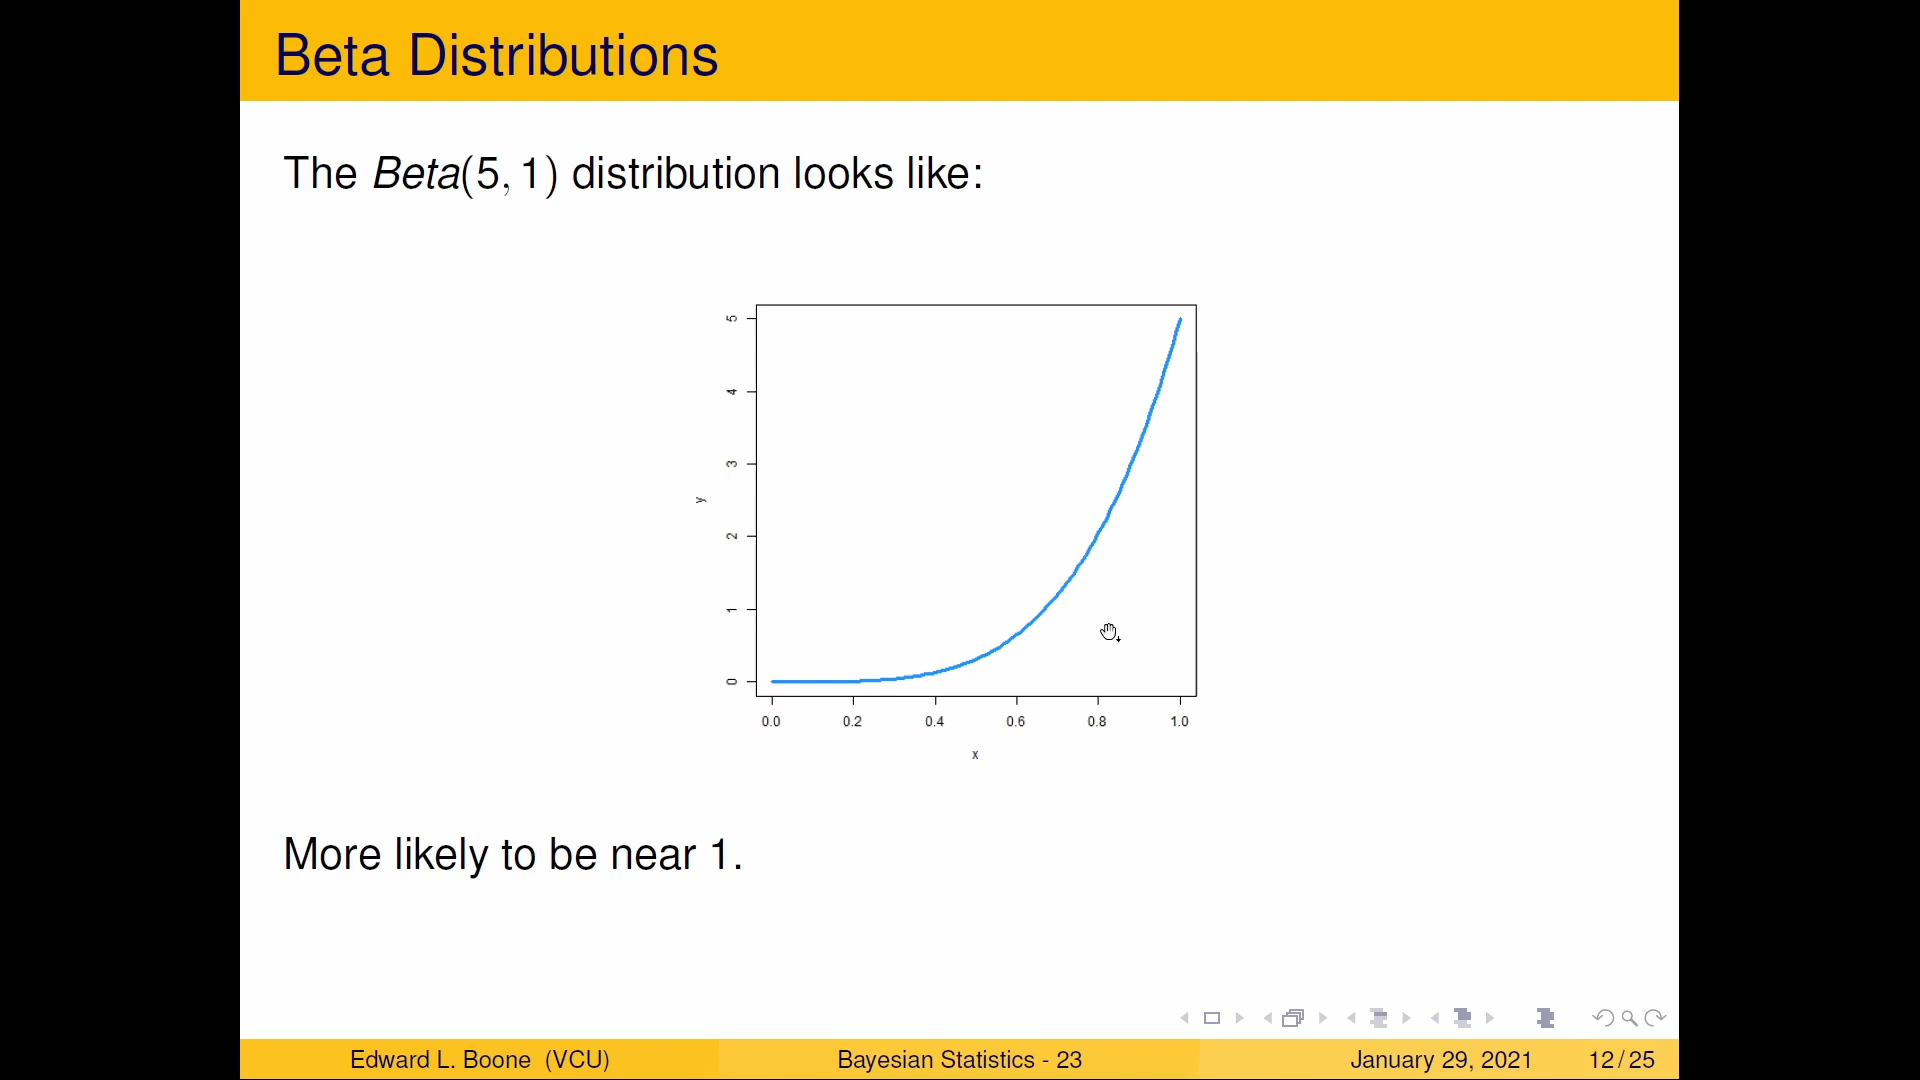 Beta Distributions
The Beta(5, 1) distribution looks like:
5
4
3
2
1
0
y
0.0 0.2 0.4 0.6 0.8 1.0
x
More likely to be near 1.
Edward L. Boone (VCU) Bayesian Statistics - 23 January 29, 2021 12 / 25